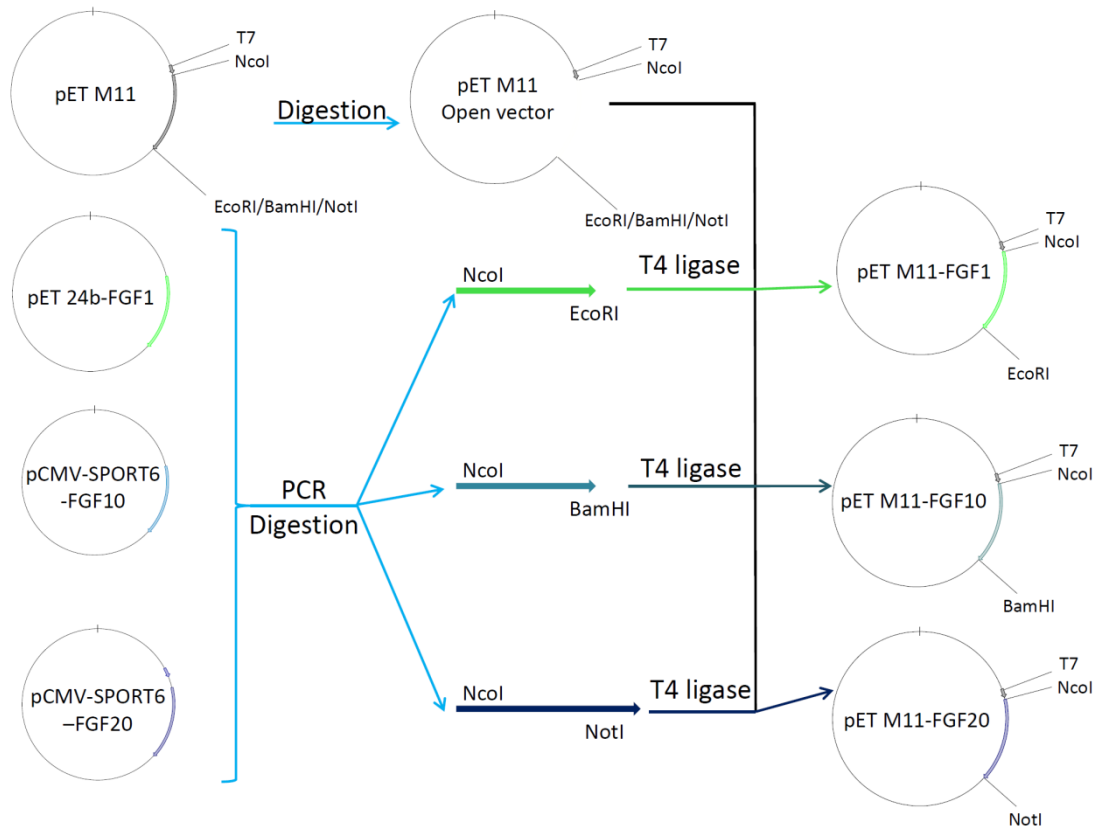 T7
NcoI
pET M11
EcoRI/BamHI/NotI
Digestion
T7
NcoI
pET M11
Open vector
EcoRI/BamHI/NotI
pET 24b-FGF1
pCMV-SPORT6
-FGF10
pCMV-SPORT6
–FGF20
PCR
Digestion
NcoI
EcoRI
T4 ligase
NcoI
BamHI
T4 ligase
NcoI
NotI
T4 ligase
T7
NcoI
pET M11-FGF1
EcoRI
T7
NcoI
pET M11-FGF10
BamHI
T7
NcoI
pET M11-FGF20
NotI